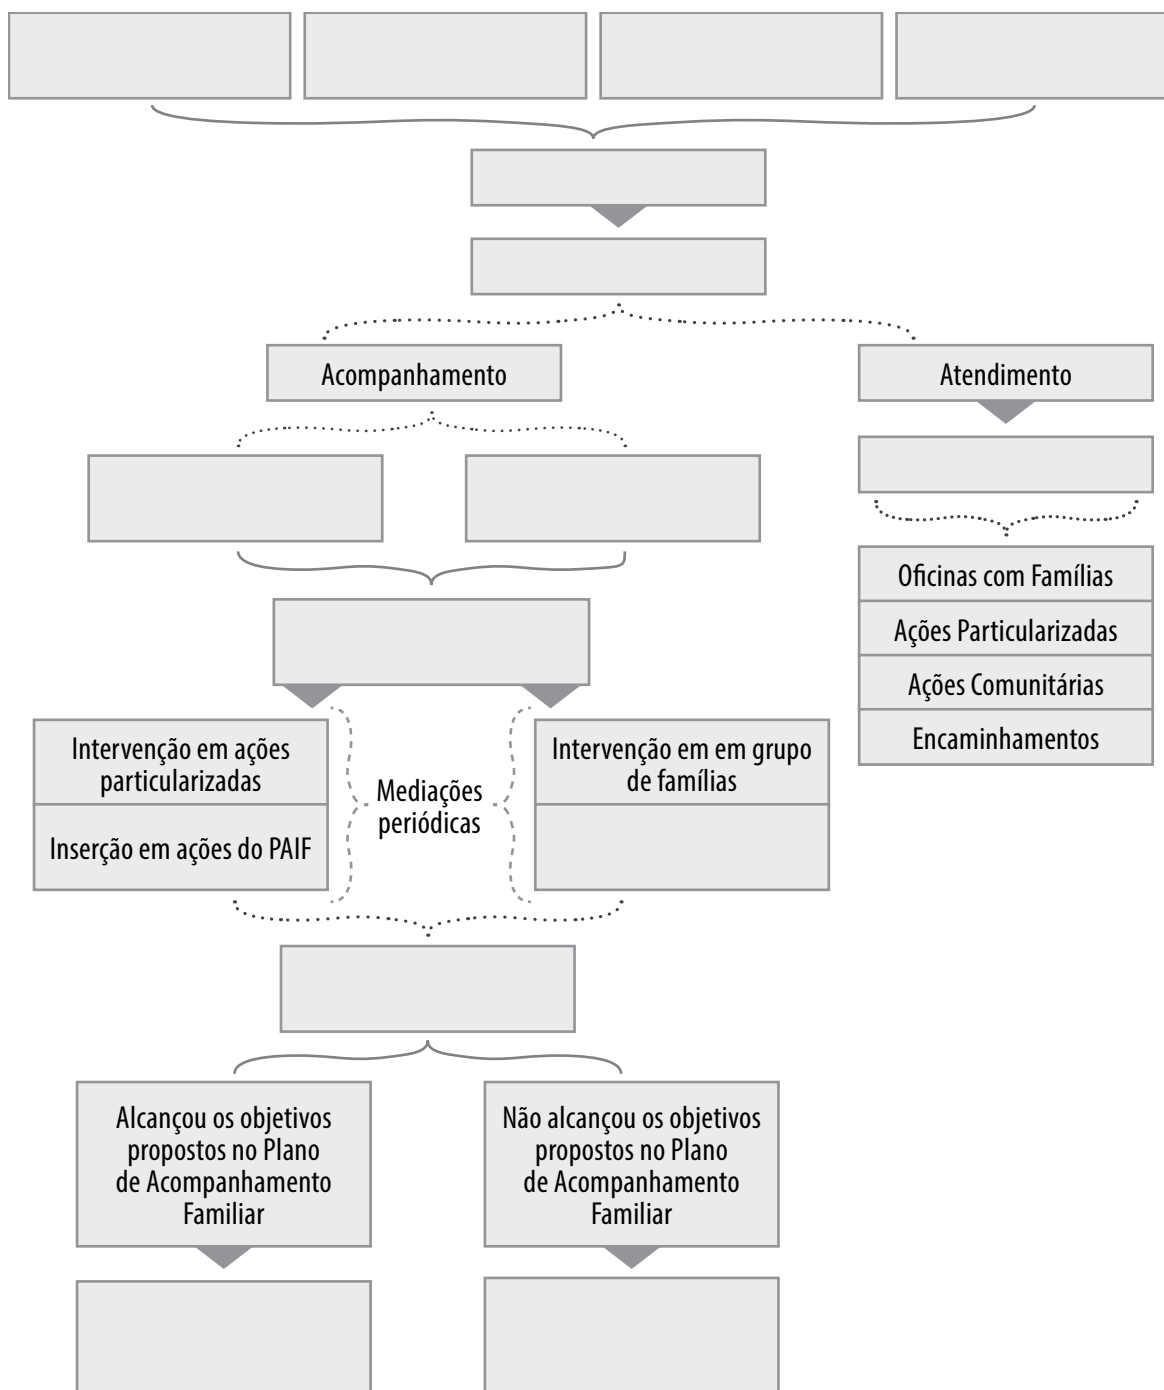 Acompanhamento
Atendimento
Oficinas com Famílias
Ações Particularizadas
Ações Comunitárias
Encaminhamentos
Intervenção em ações
particularizadas
Inserção em ações do PAIF
Mediações
periódicas
Intervenção em em grupo
de famílias
Alcançou os objetivos
propostos no Plano
de Acompanhamento
Familiar
Não alcançou os objetivos
propostos no Plano
de Acompanhamento
Familiar